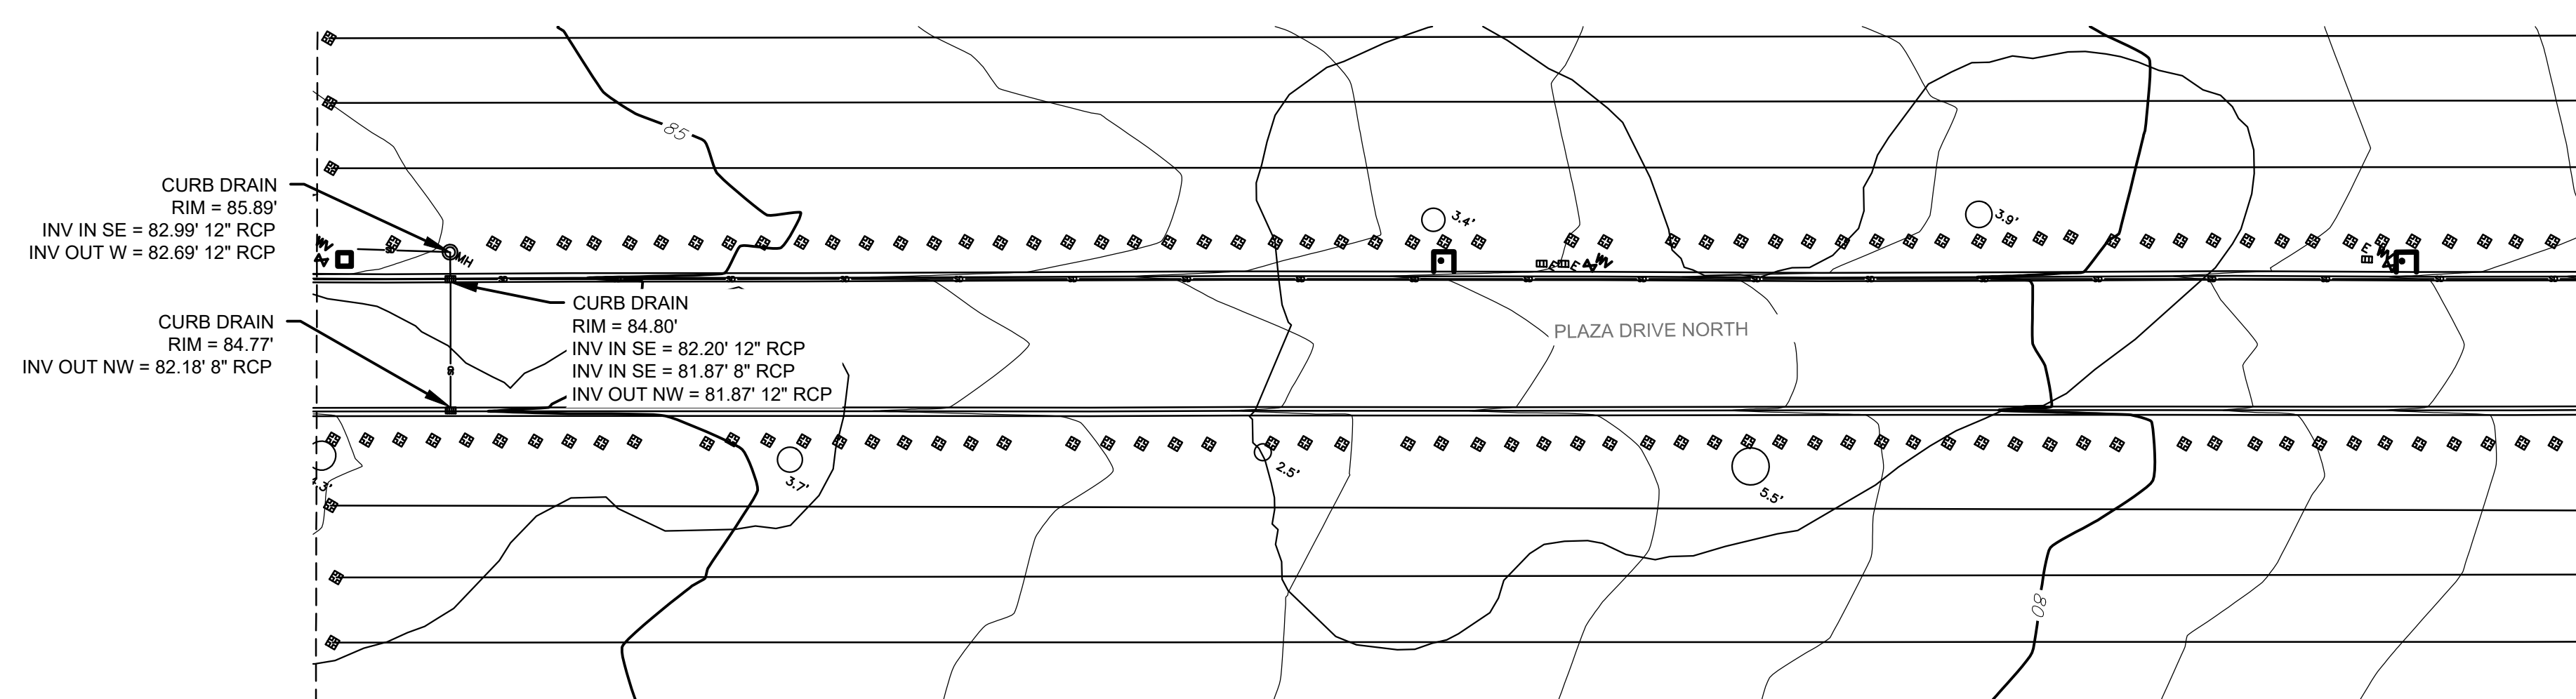 85
CURB DRAIN
RIM = 85.89'
INV IN SE = 82.99' 12" RCP
INV OUT W = 82.69' 12" RCP
MH
3.4'
3.9'
W
E
E
W
E
W
CURB DRAIN
RIM = 84.80'
INV IN SE = 82.20' 12" RCP
INV IN SE = 81.87' 8" RCP
INV OUT NW = 81.87' 12" RCP
CURB DRAIN
RIM = 84.77'
INV OUT NW = 82.18' 8" RCP
PLAZA DRIVE NORTH
3.7'
2.5'
5.5'
80